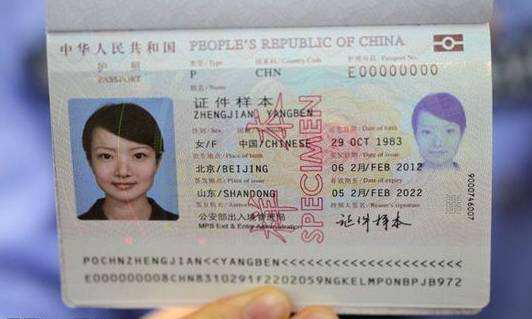 中华人民共和国 PEOPLE'S REPUBLIC OF CHINA
护 照 类型/Type 国家码/Country Code 护照号码/Passport No.
PASSPORT P CHN E00000000
姓名/Name
证件样本
ZHENGJIAN YANGBEN
性别/Sex 国籍/Nationality 出生日期/Date of birth
女/F 中国/CHINESE 29 OCT 1983
出生地点/Place of birth 签发日期/Date of issue
北京/BEIJING 06 2月/FEB 2012
签发地点/Place of issue 有效期至/Date of expiry
山东/SHANDONG 05 2月/FEB 2022
签发机关/Authority 持照人签名/Bearer's signature
公安部出入境管理局 证件样本
MPS Exit & Entry Administration
样本
SPECIMEN
9000746007
POCHNZHENGJIAN<<YANGBEN<<<<<<<<<<<<<<<<<<<<<